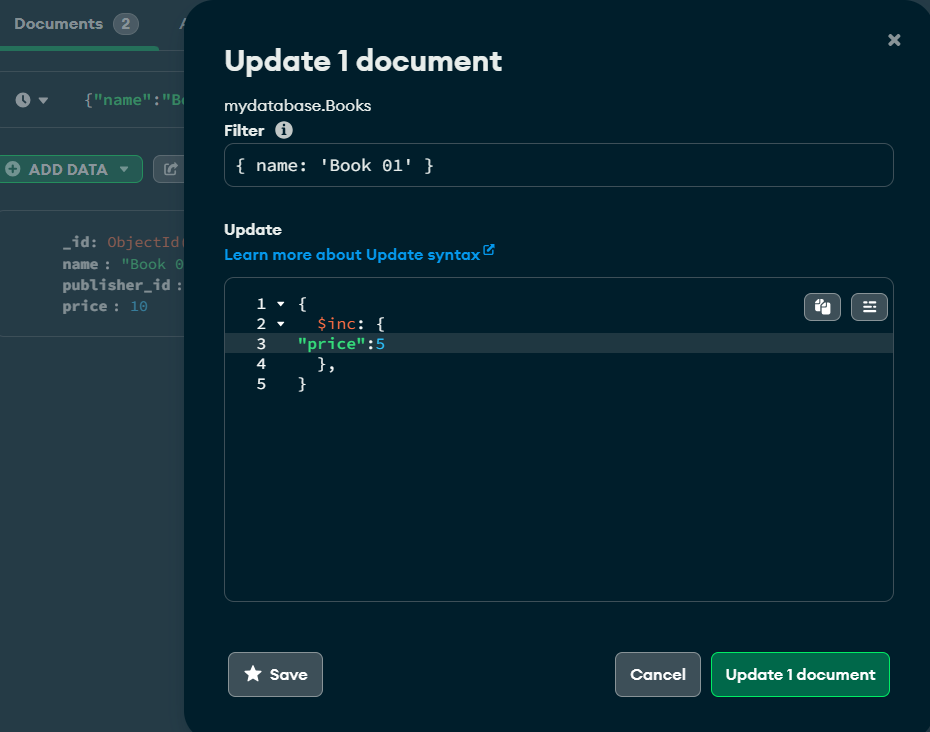 Documents 2
{"name":"Bo
ADD DATA
_id: ObjectId(
name : "Book 0
publisher_id :
price : 10
Update 1 document
mydatabase.Books
Filter
{ name: 'Book 01' }
Update
Learn more about Update syntax
1 {
2 $inc: {
3 "price":5
4 },
5 }
Save
Cancel
Update 1 document